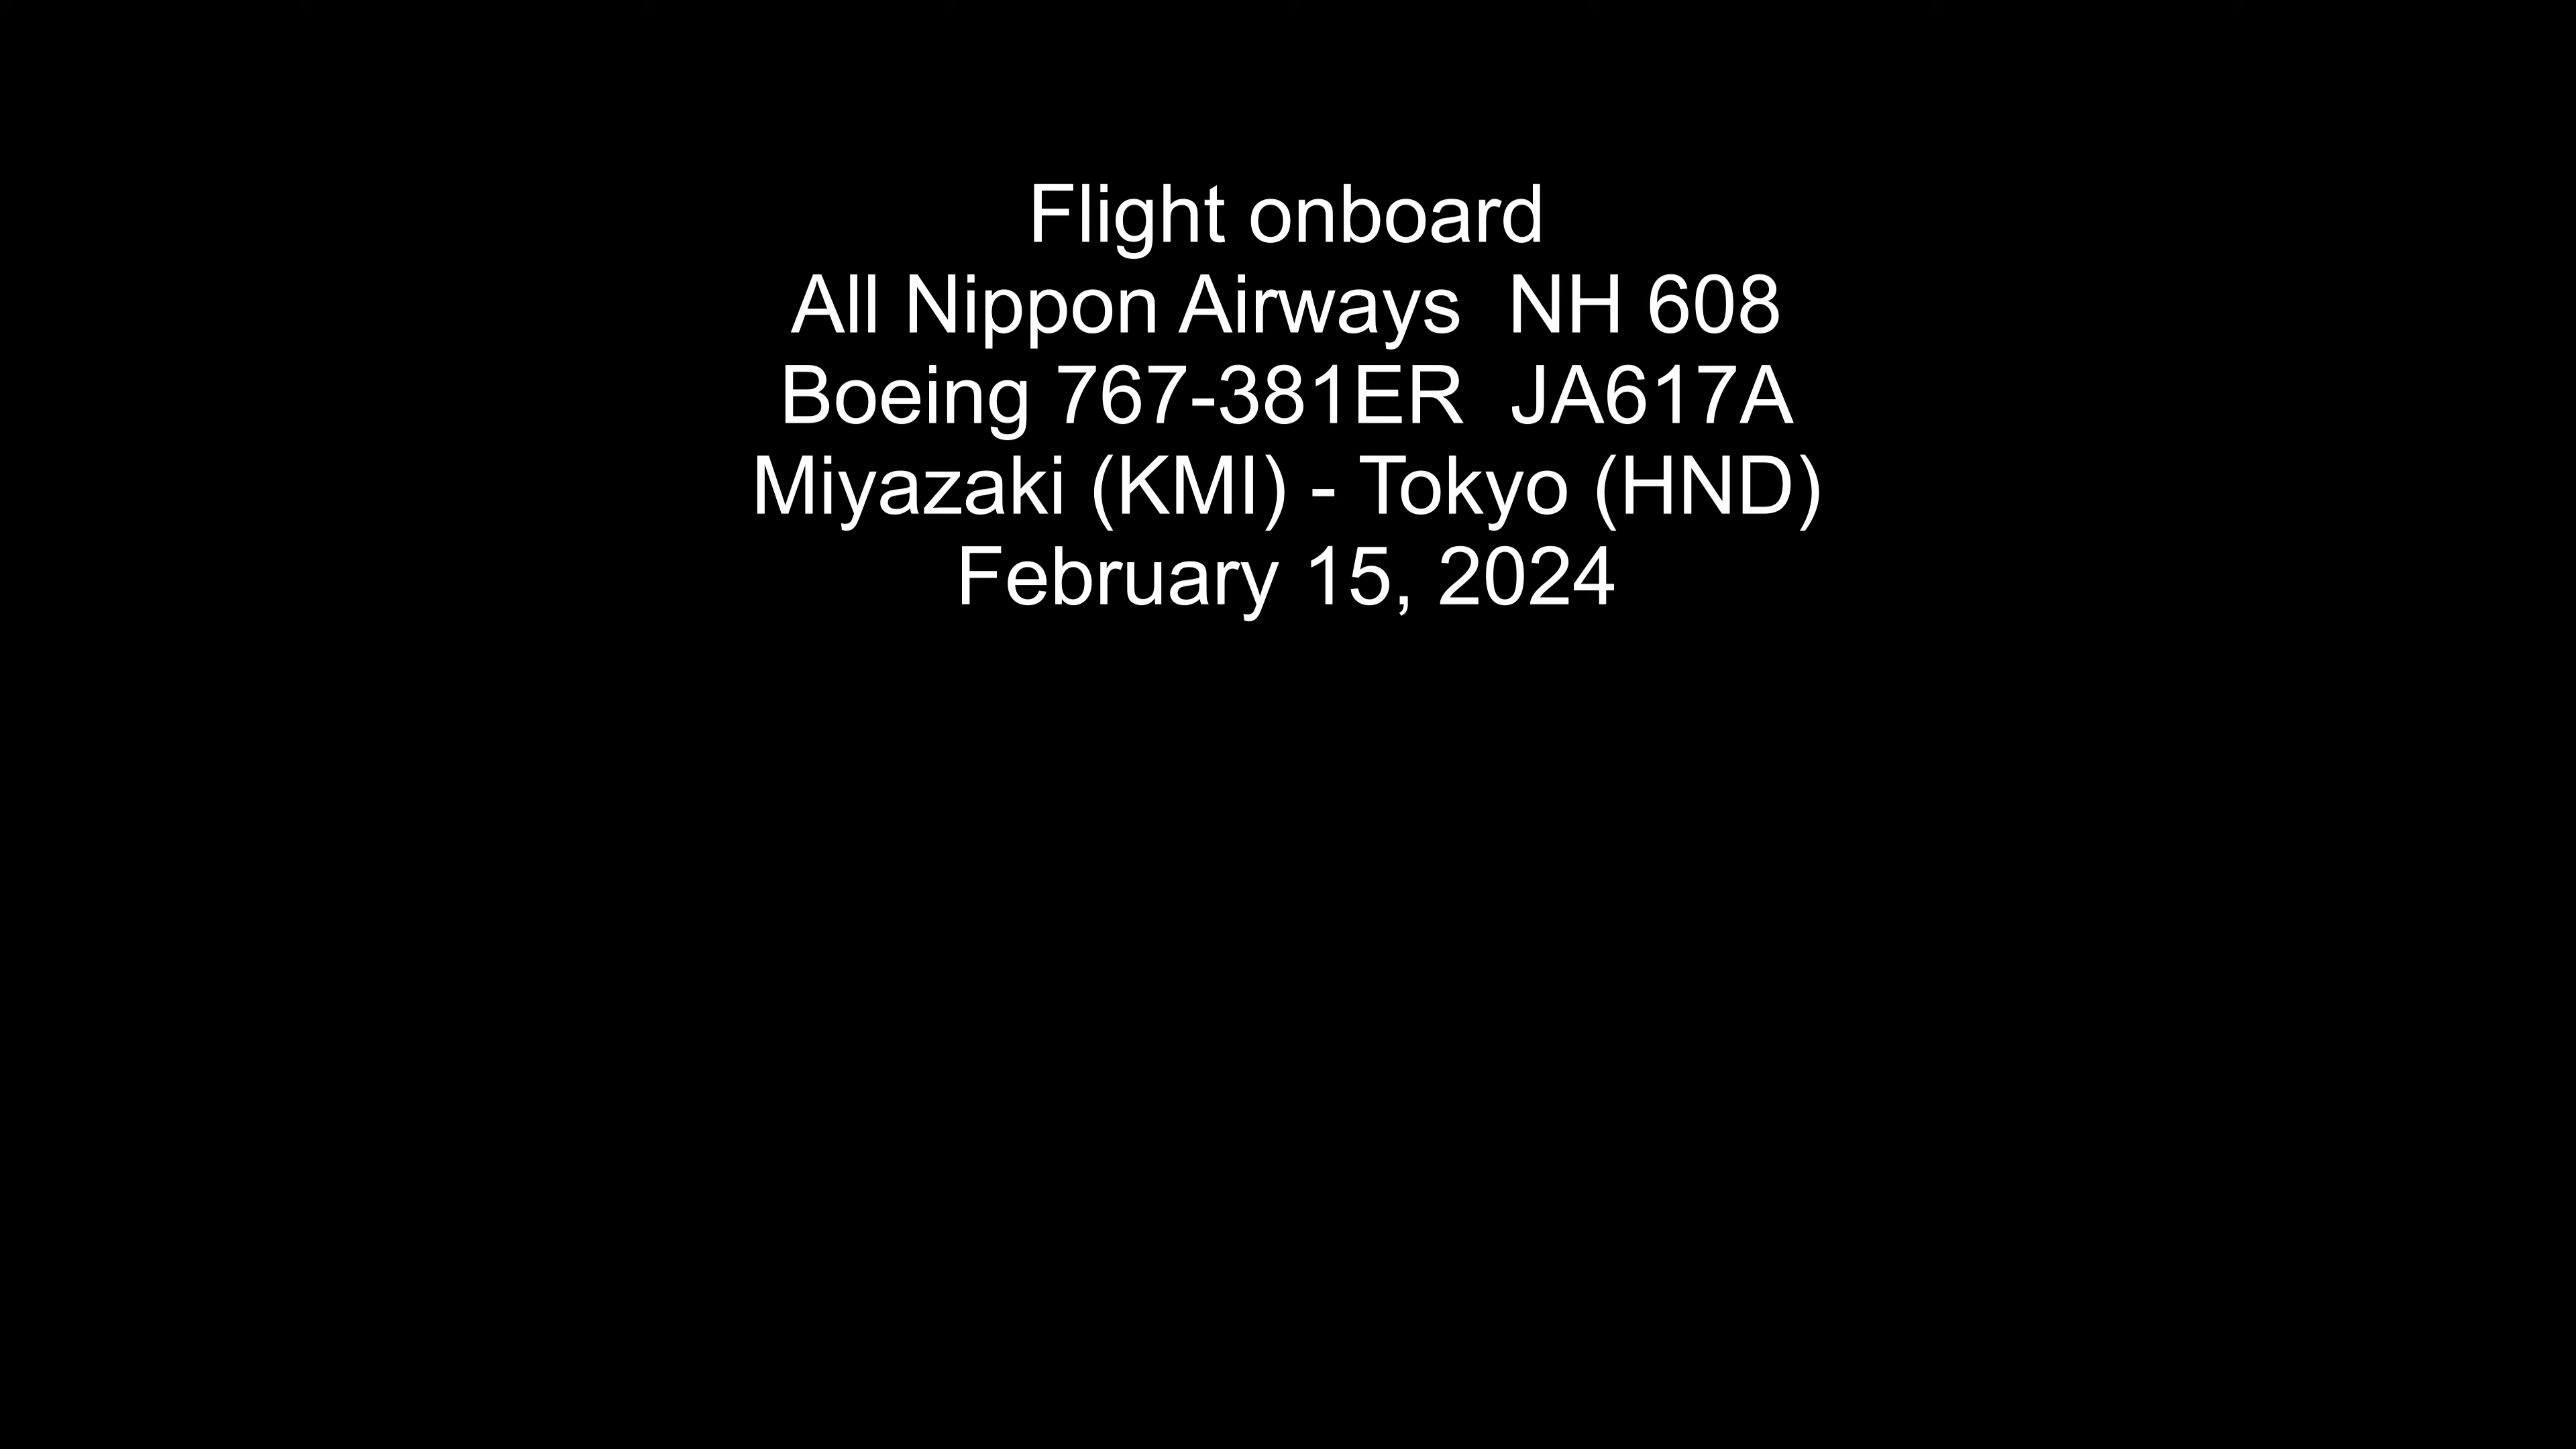 Flight onboard
All Nippon Airways  NH 608
Boeing 767-381ER  JA617A
Miyazaki (KMI) - Tokyo (HND)
February 15, 2024